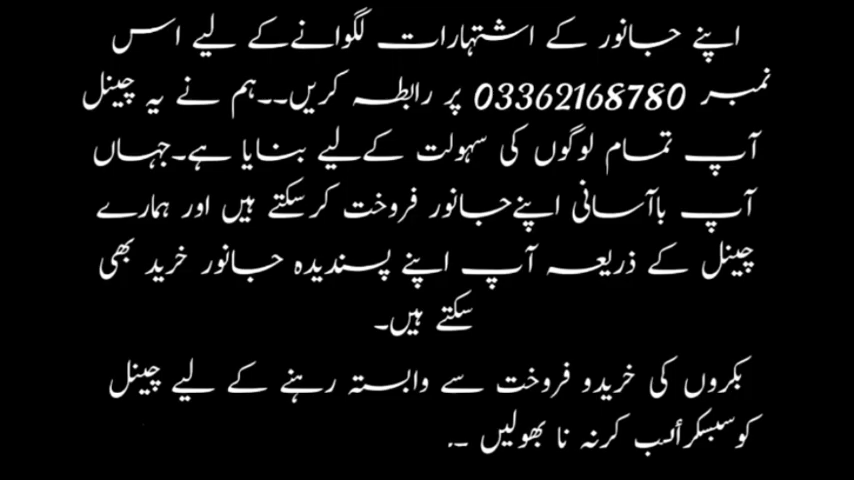 اپنے جانور کے اشتہارات لگوانے کے لیے اس
نمبر 03362168780 پر رابطہ کریں۔۔ہم نے یہ چینل
آپ تمام لوگوں کی سہولت کے لیے بنایا ہے۔جہاں
آپ باآسانی اپنے جانور فروخت کرسکتے ہیں اور ہمارے
چینل کے ذریعہ آپ اپنے پسندیدہ جانور خرید بھی
سکتے ہیں۔
بکروں کی خریدو فروخت سے وابستہ رہنے کے لیے چینل
کوسبسکرائب کرنہ نا بھولیں ۔.